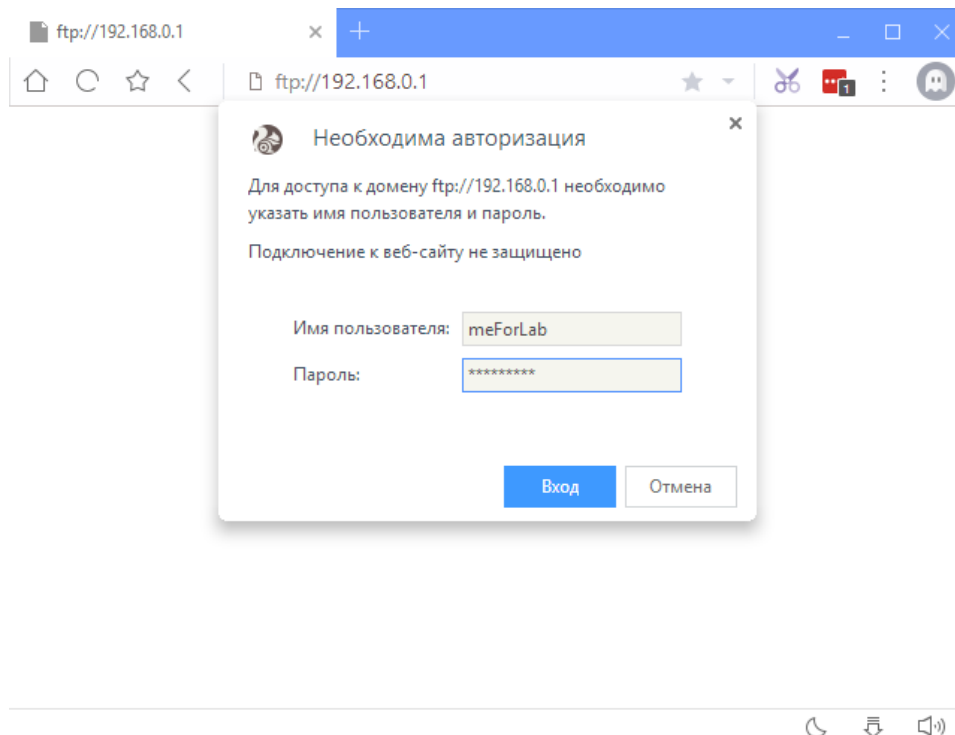 ftp://192.168.0.1
ftp://192.168.0.1
1
Необходима авторизация
Для доступа к домену ftp://192.168.0.1 необходимо
указать имя пользователя и пароль.
Подключение к веб-сайту не защищено
Имя пользователя: meForLab
Пароль: *********
Вход Отмена